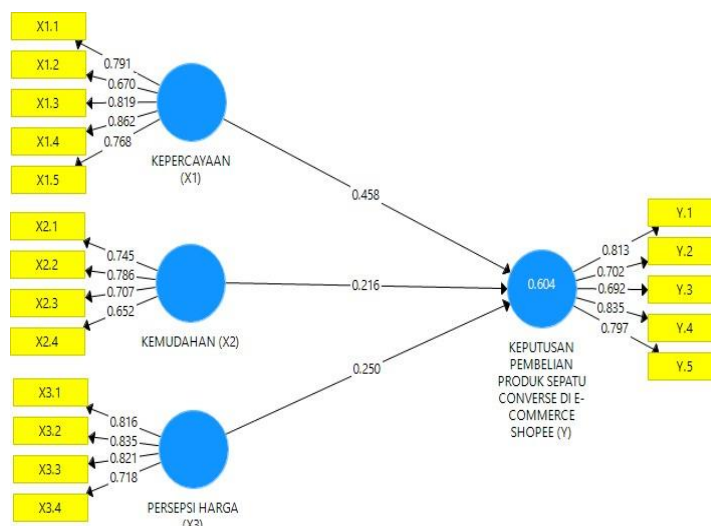 X1.1
X1.2
X1.3
X1.4
X1.5
0.791
0.670
0.819
0.862
0.768
KEPERCAYAAN
(X1)
0.458
X2.1
X2.2
X2.3
X2.4
0.745
0.786
0.707
0.652
KEMUDAHAN (X2)
0.216
X3.1
X3.2
X3.3
X3.4
0.816
0.835
0.821
0.718
PERSEPSI HARGA
(X3)
0.250
0.604
KEPUTUSAN
PEMBELIAN
PRODUK SEPATU
CONVERSE DI E-
COMMERCE
SHOPEE (Y)
0.813
0.702
0.692
0.835
0.797
Y.1
Y.2
Y.3
Y.4
Y.5